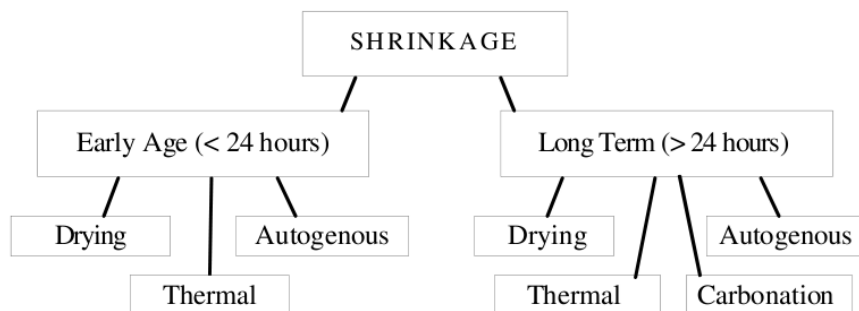 SHRINKAGE
Early Age (< 24 hours)
Long Term (> 24 hours)
Drying
Autogenous
Drying
Autogenous
Thermal
Thermal
Carbonation